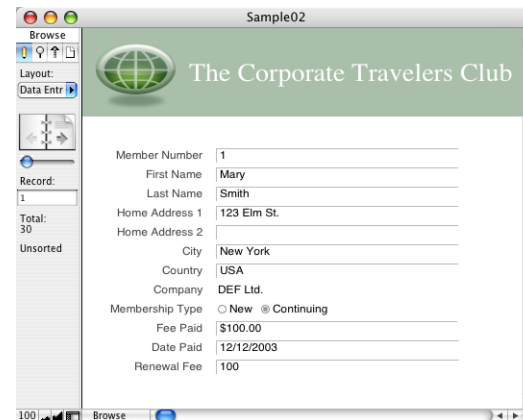 Sample02
Browse
Layout:
Data Entr
Record:
1
Total:
30
Unsorted
The Corporate Travelers Club
Member Number 1
First Name Mary
Last Name Smith
Home Address 1 123 Elm St.
Home Address 2
City New York
Country USA
Company DEF Ltd.
Membership Type New Continuing
Fee Paid $100.00
Date Paid 12/12/2003
Renewal Fee 100
100 Browse